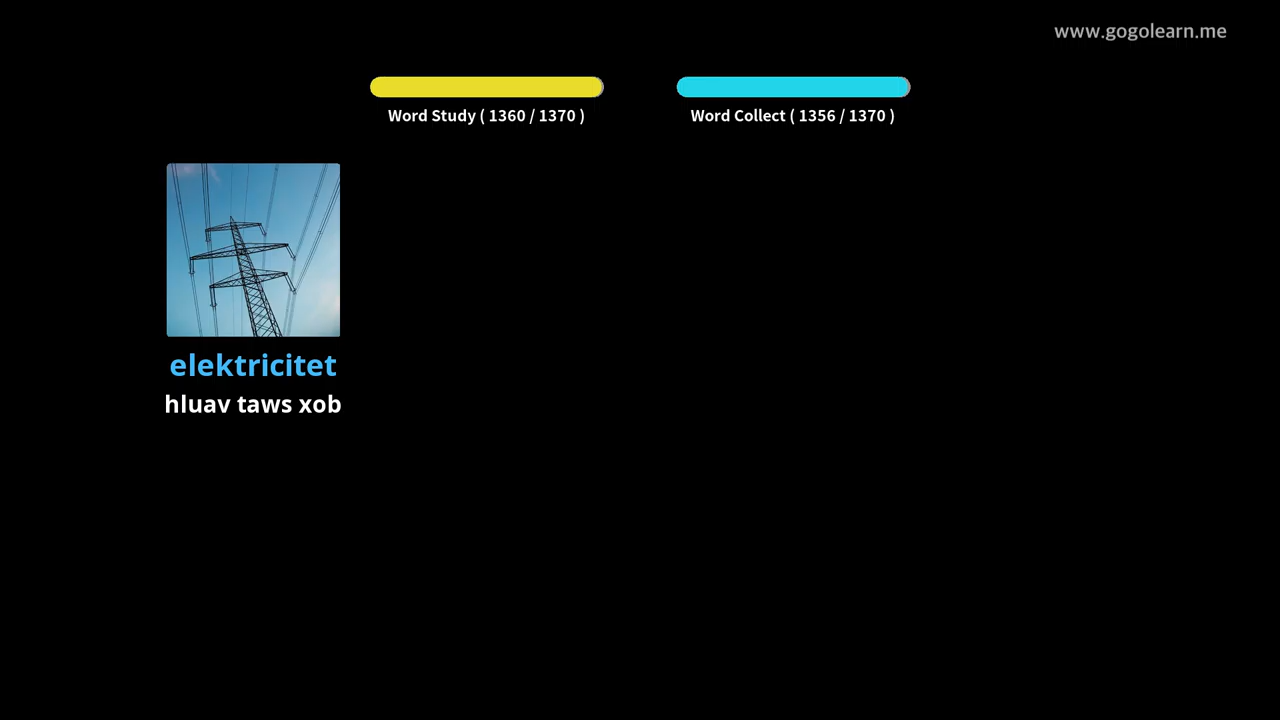 www.gogolearn.me
Word Study ( 1360 / 1370 )
Word Collect ( 1356 / 1370 )
elektricitet
hluav taws xob